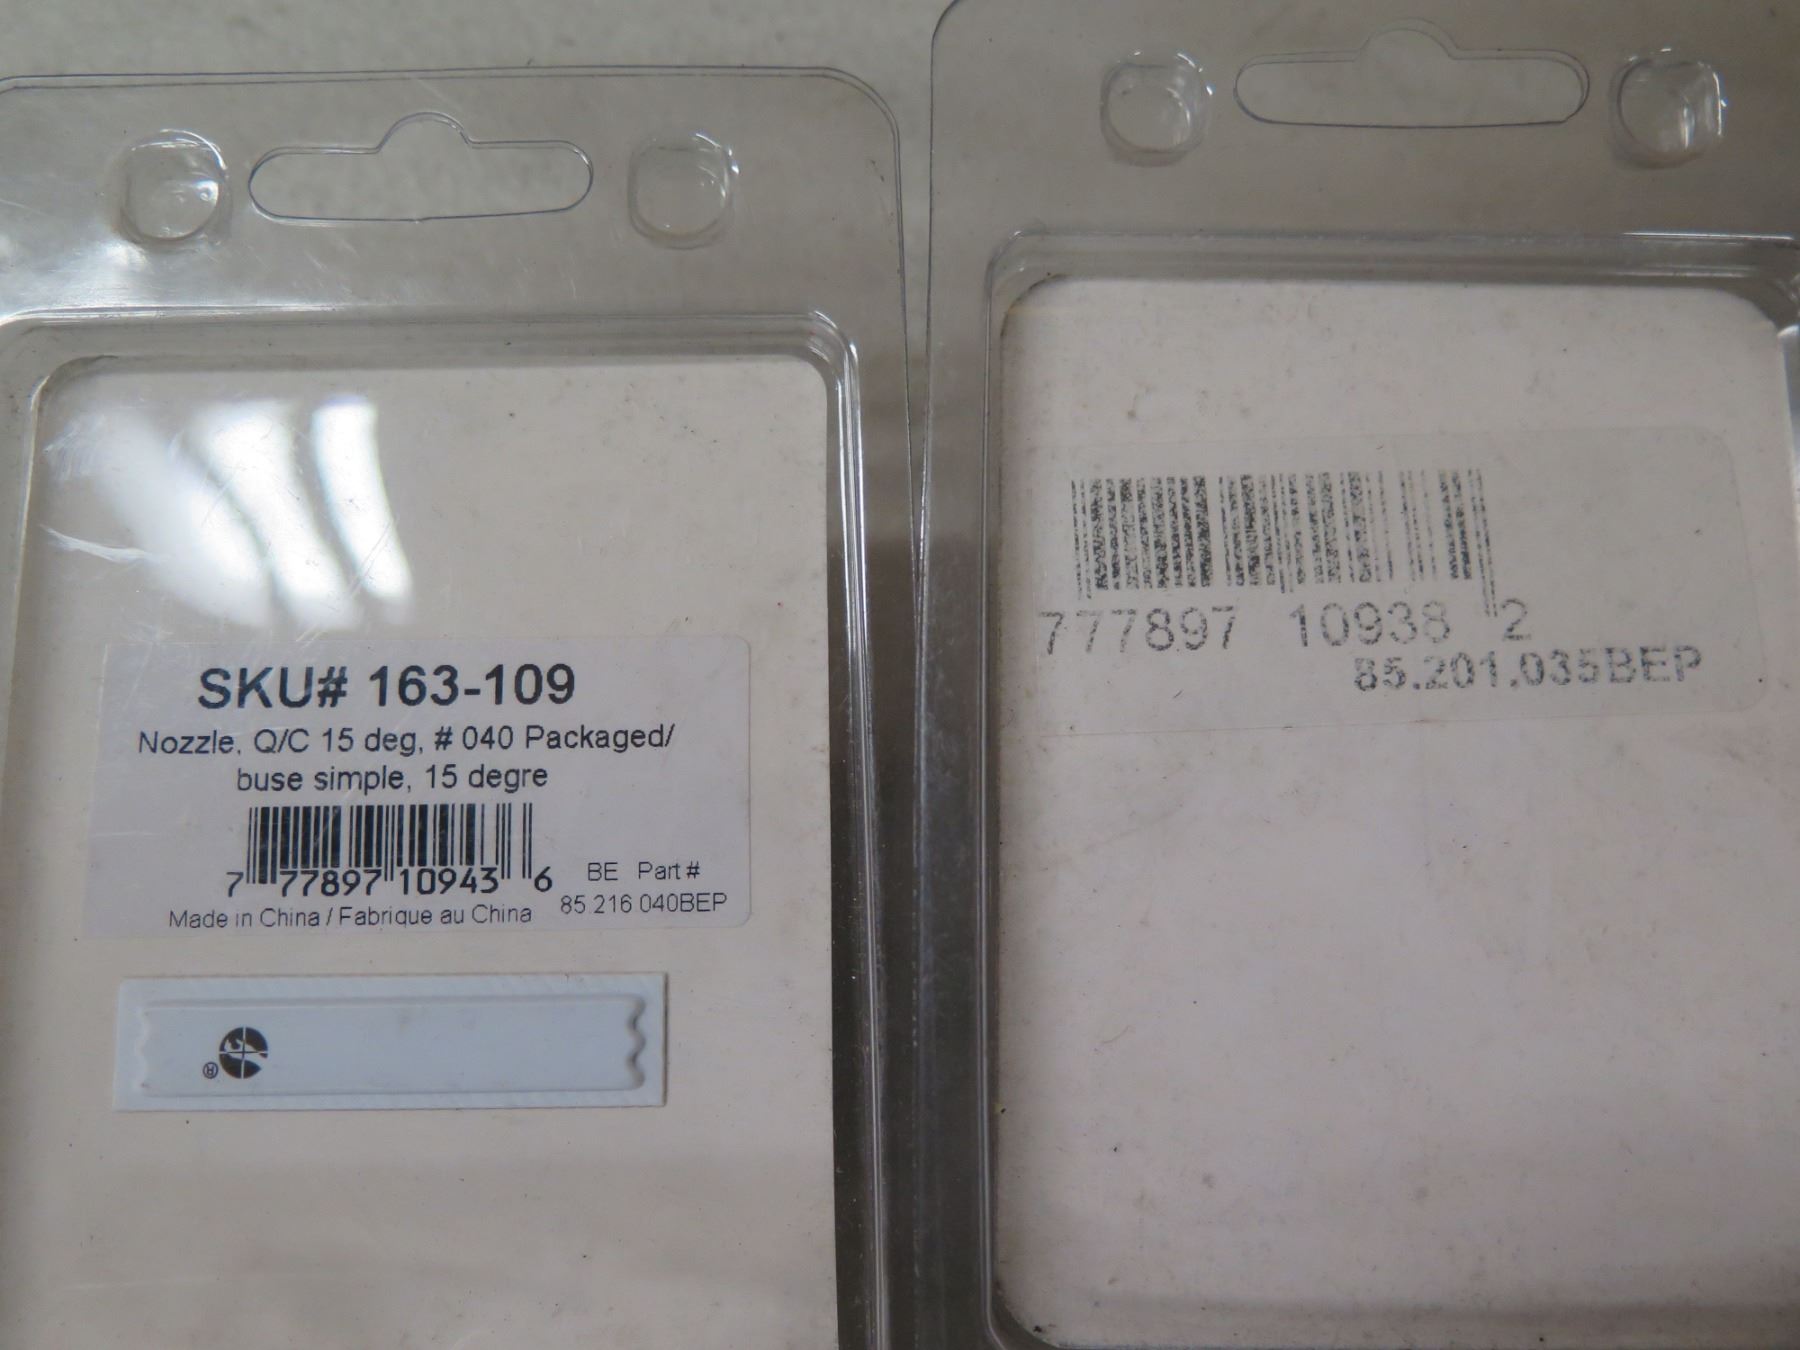 SKU# 163-109
Nozzle, Q/C 15 deg, # 040 Packaged/
buse simple, 15 degre
7 77897 10943 6
BE Part #
85.216.040BEP
Made in China / Fabrique au China
®
777897 10938 2
85.201.035BEP